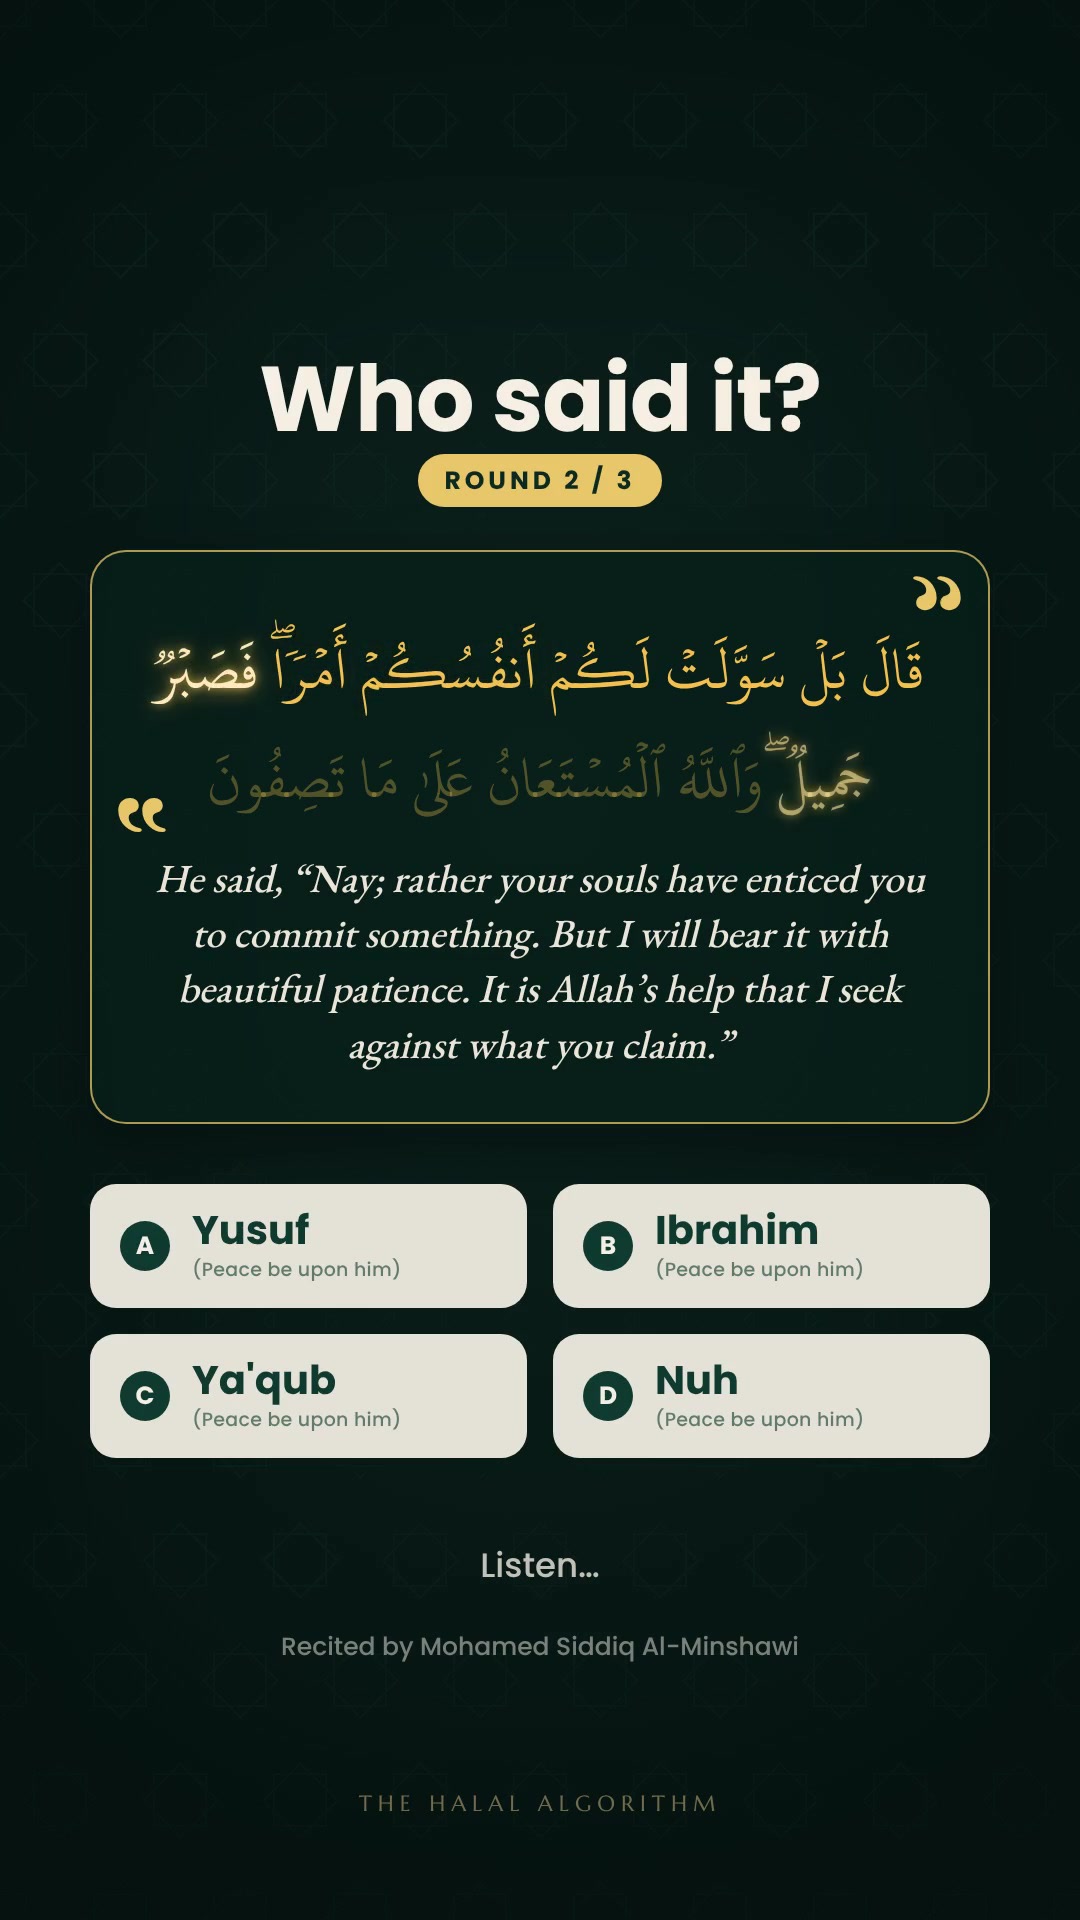 Who said it?
ROUND 2 / 3
”
قَالَ بَلْ سَوَّلَتْ لَكُمْ أَنفُسُكُمْ أَمْرًاۖ فَصَبْرٌ
جَمِيلٌۖ وَٱللَّهُ ٱلْمُسْتَعَانُ عَلَىٰ مَا تَصِفُونَ
“
He said, “Nay; rather your souls have enticed you
to commit something. But I will bear it with
beautiful patience. It is Allah’s help that I seek
against what you claim.”
A Yusuf
(Peace be upon him)
B Ibrahim
(Peace be upon him)
C Ya'qub
(Peace be upon him)
D Nuh
(Peace be upon him)
Listen...
Recited by Mohamed Siddiq Al-Minshawi
THE HALAL ALGORITHM